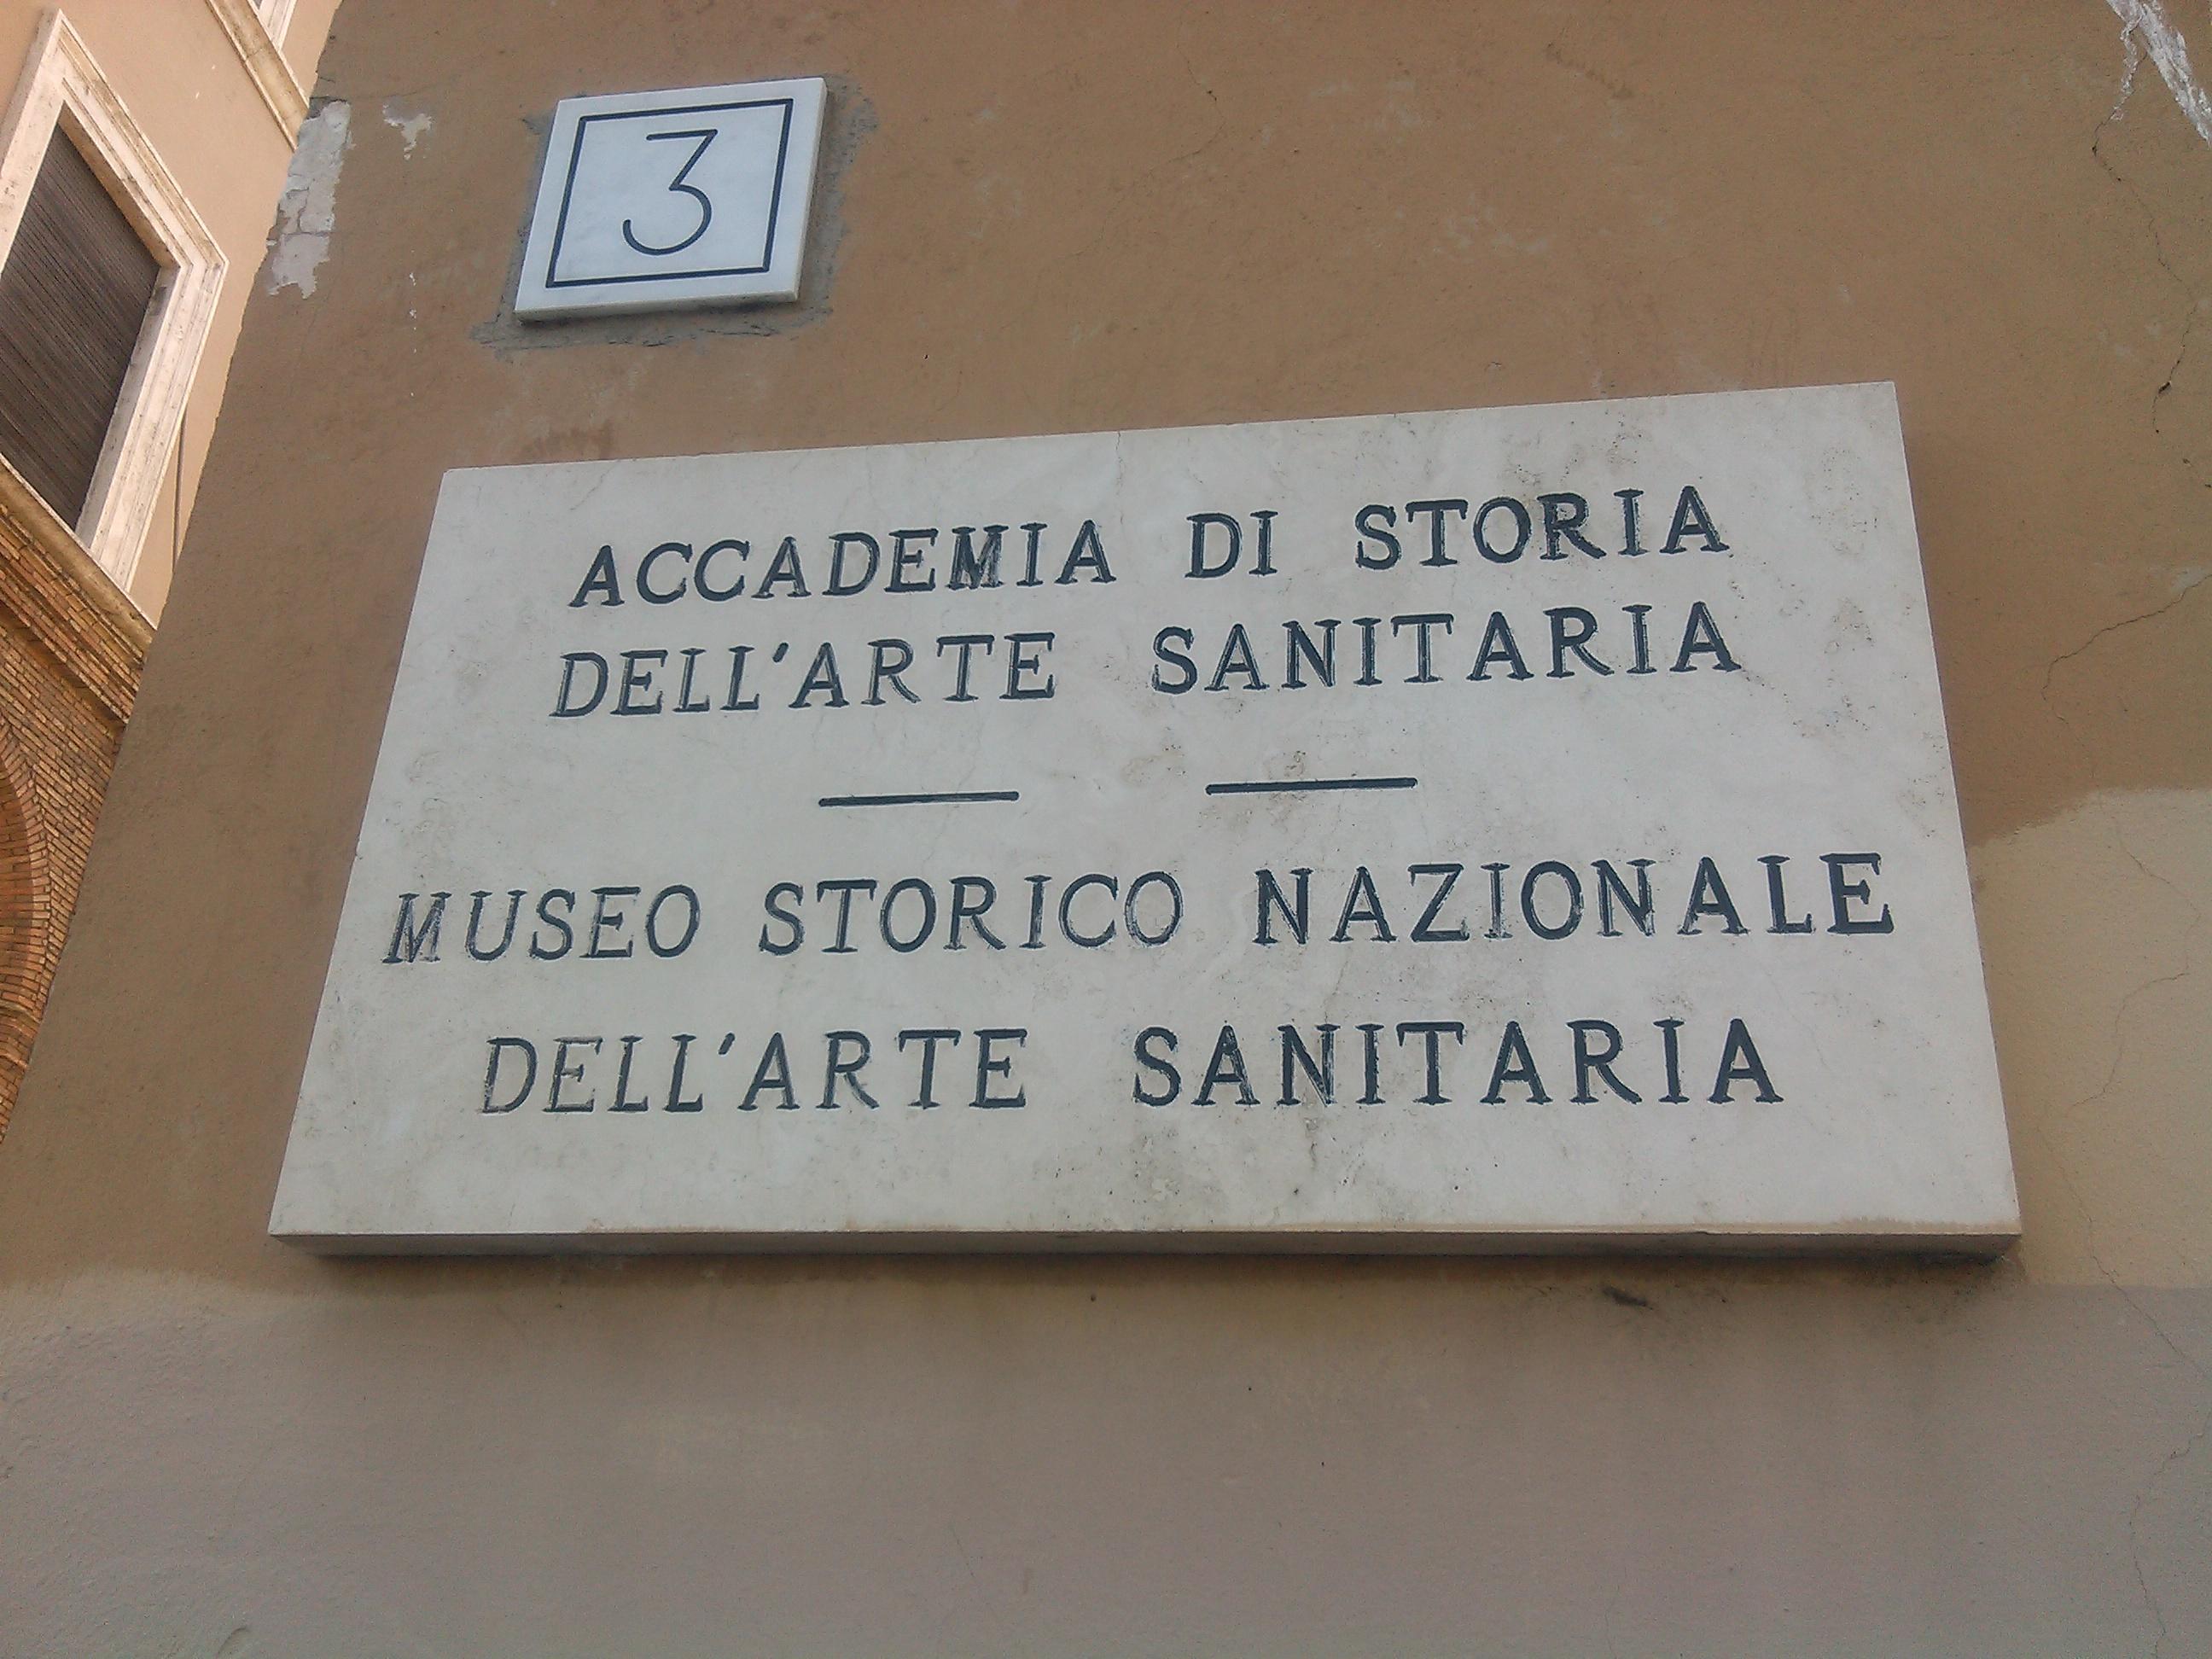 3
ACCADEMIA DI STORIA
DELL'ARTE SANITARIA
MUSEO STORICO NAZIONALE
DELL'ARTE SANITARIA